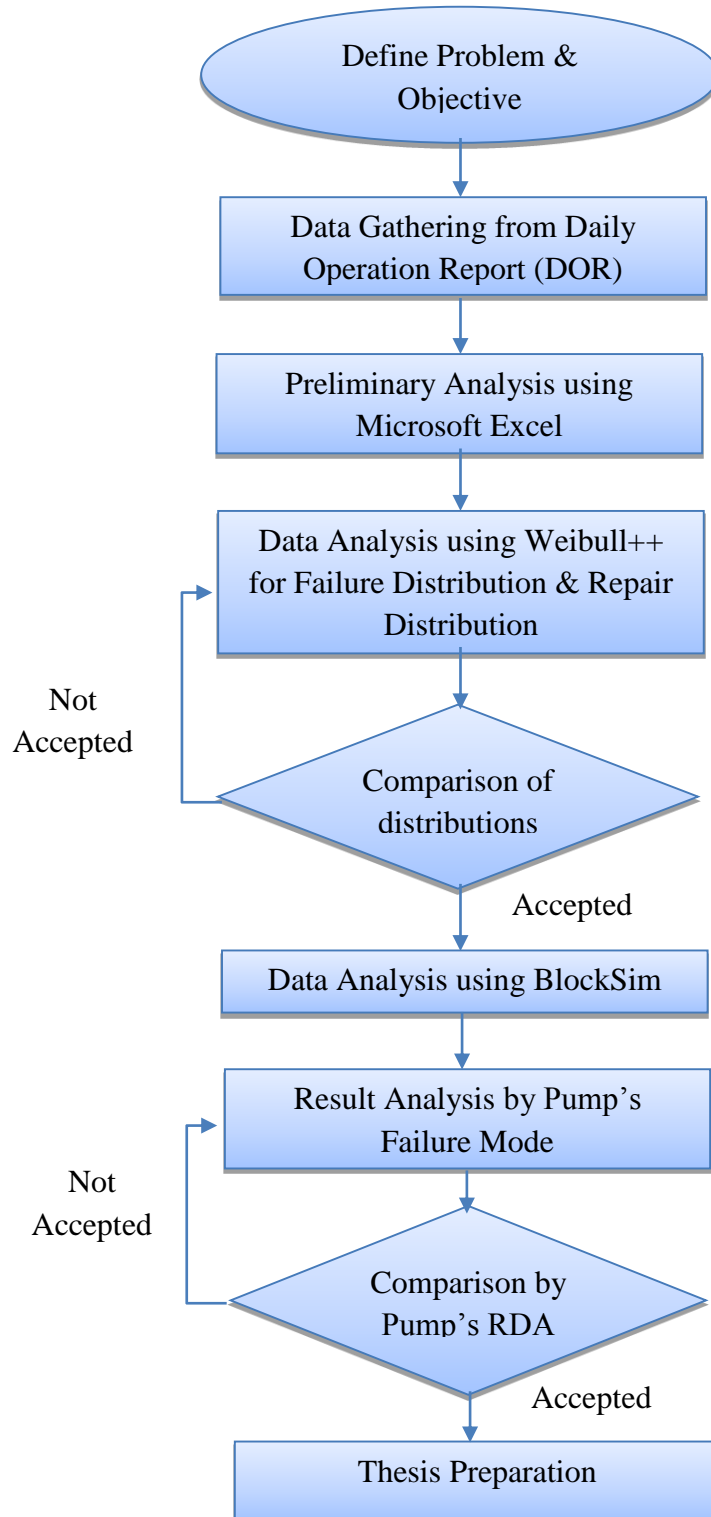 Define Problem &
Objective
Data Gathering from Daily
Operation Report (DOR)
Preliminary Analysis using
Microsoft Excel
Data Analysis using Weibull++
for Failure Distribution & Repair
Distribution
Not
Accepted
Comparison of
distributions
Accepted
Data Analysis using BlockSim
Result Analysis by Pump's
Failure Mode
Not
Accepted
Comparison by
Pump's RDA
Accepted
Thesis Preparation